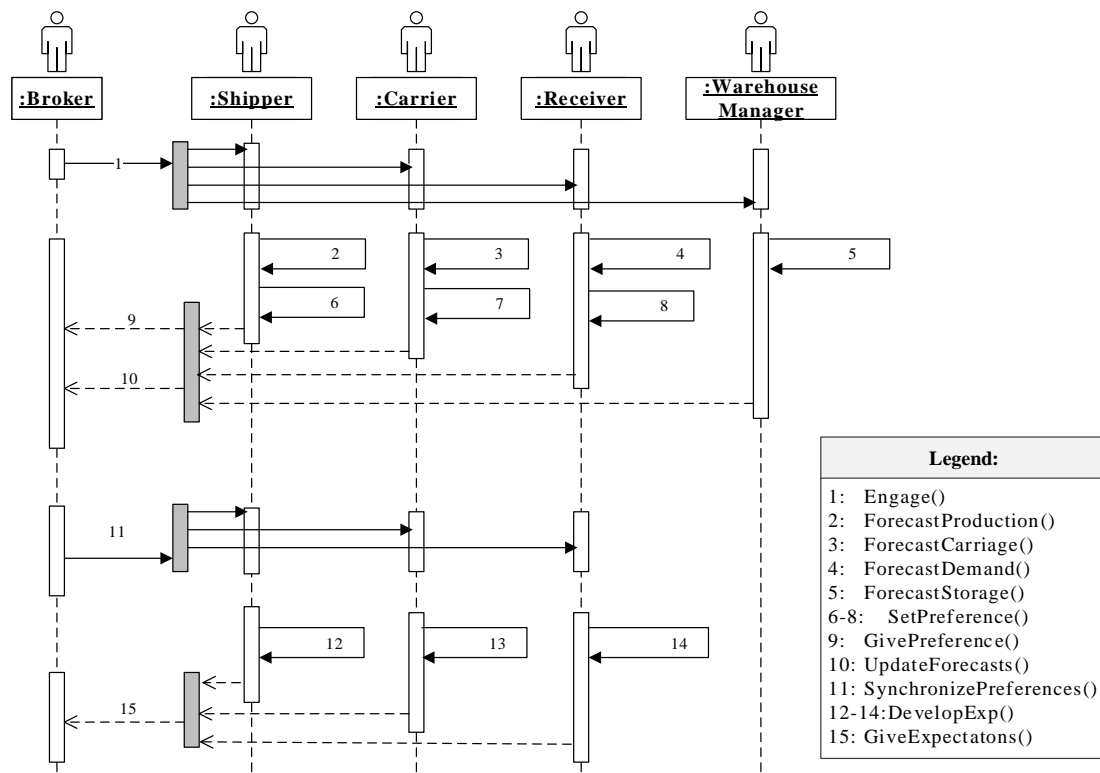 :Broker
:Shipper
:Carrier
:Receiver
:Warehouse
Manager
1
2
3
4
5
6
7
8
9
10
11
12
13
14
15
Legend:
1: Engage()
2: ForecastProduction()
3: ForecastCarriage()
4: ForecastDemand()
5: ForecastStorage()
6-8: SetPreference()
9: GivePreference()
10: UpdateForecasts()
11: SynchronizePreferences()
12-14:DevelopExp()
15: GiveExpectatons()